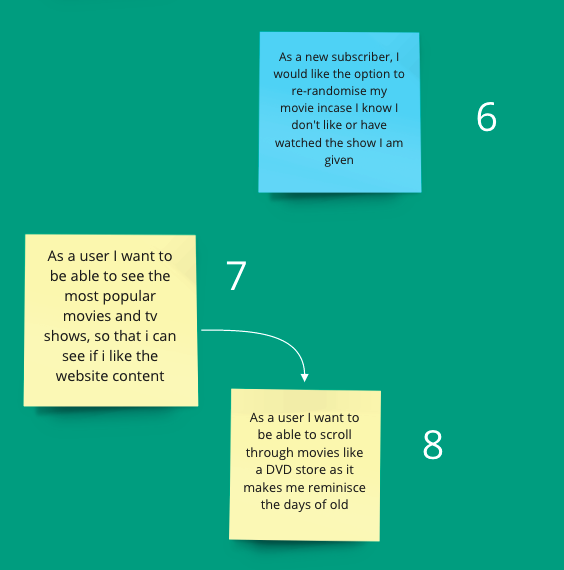 As a new subscriber, I
would like the option to
re-randomise my
movie incase I know I
don't like or have
watched the show I am
given
6
As a user I want to
be able to see the
most popular
movies and tv
shows, so that i can
see if i like the
website content
7
As a user I want to
be able to scroll
through movies like
a DVD store as it
makes me reminisce
the days of old
8